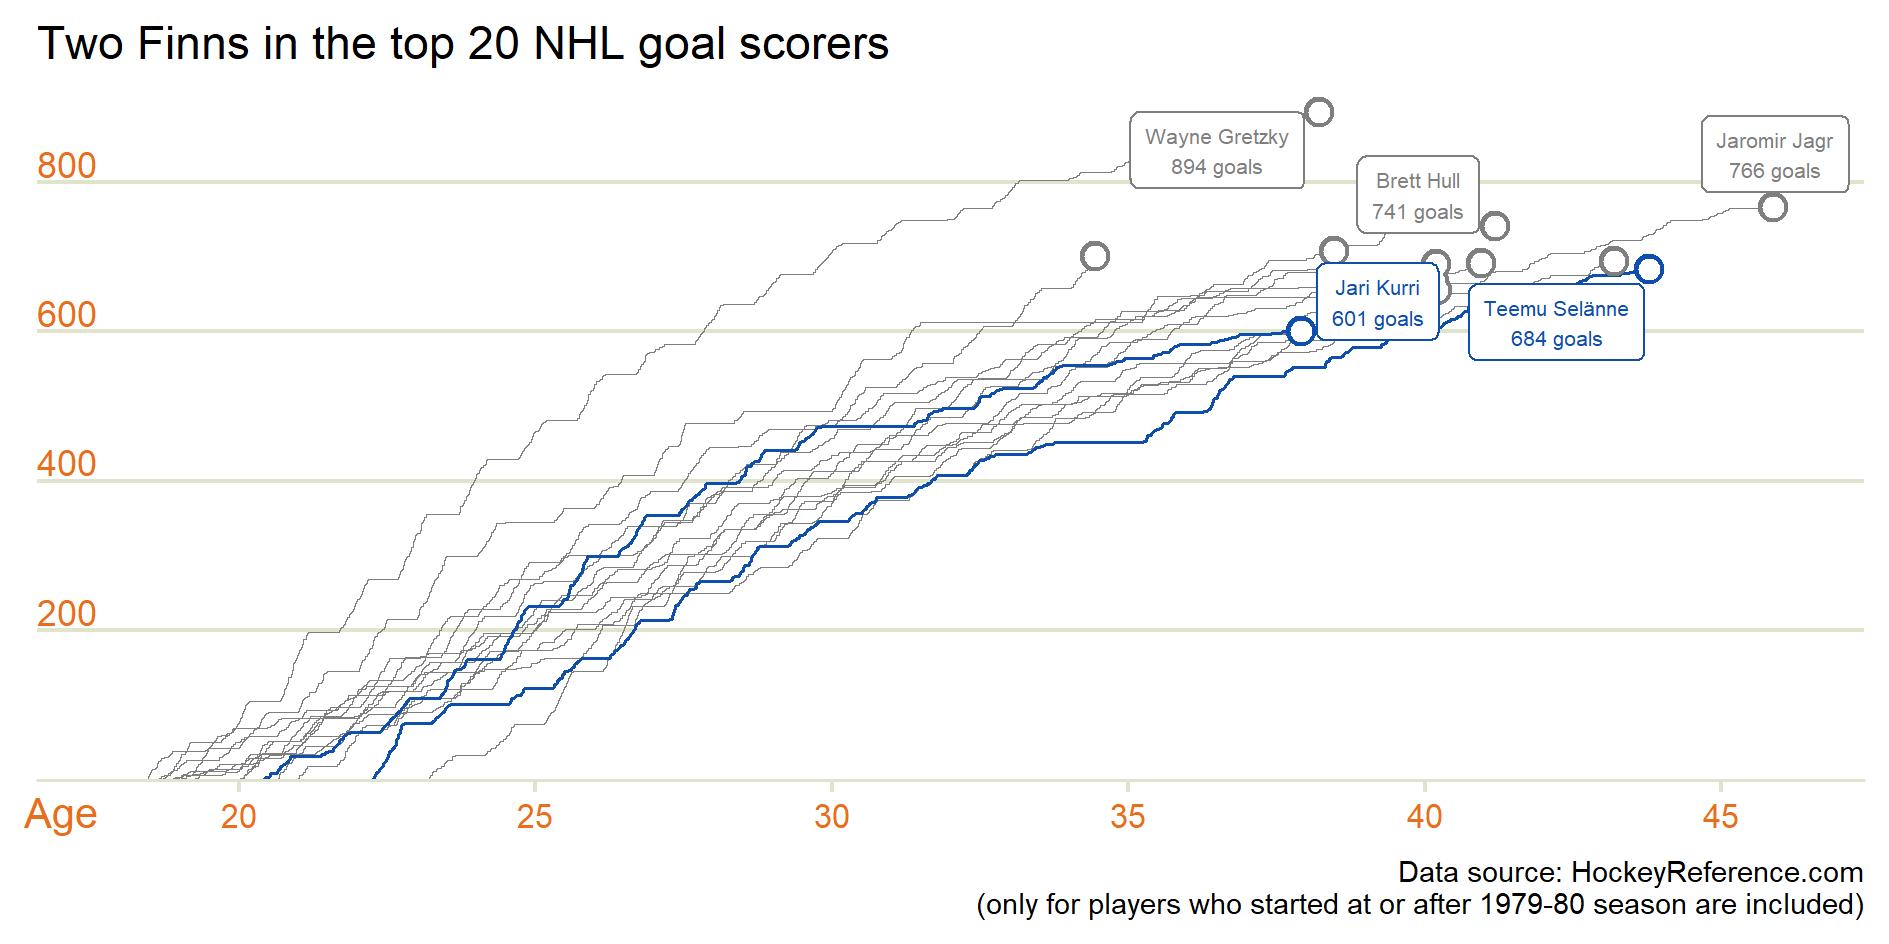 Two Finns in the top 20 NHL goal scorers
Wayne Gretzky
894 goals
Jaromir Jagr
766 goals
Brett Hull
741 goals
Jari Kurri
601 goals
Teemu Selänne
684 goals
800
600
400
200
Age
20
25
30
35
40
45
Data source: HockeyReference.com
(only for players who started at or after 1979-80 season are included)